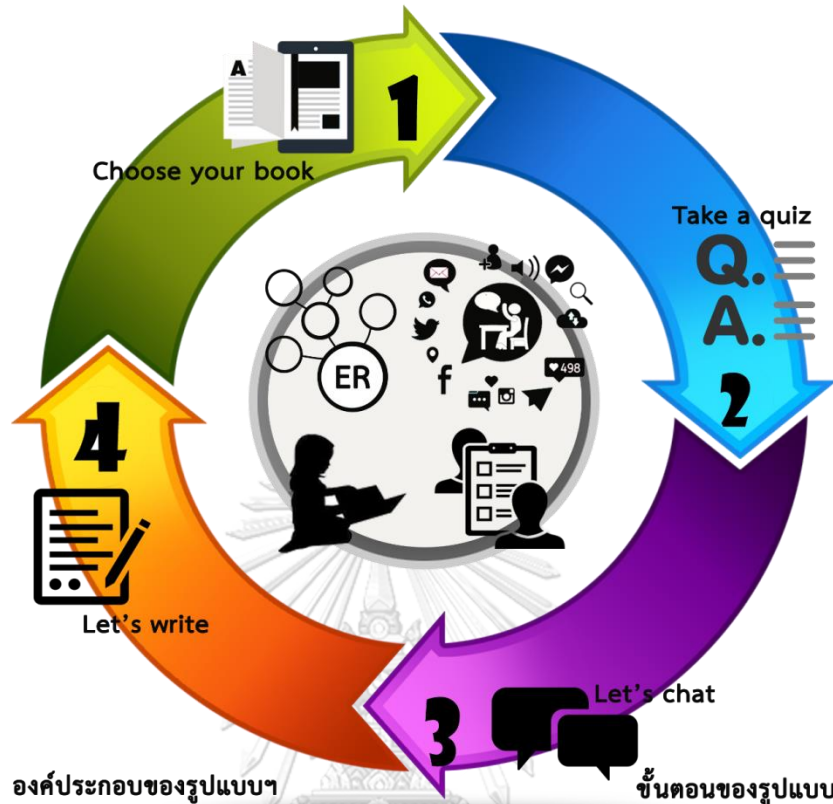 A
1
Choose your book
Take a quiz
Q.
A.
2
ER
f
498
4
Let's write
Let's chat
3
องค์ประกอบของรูปแบบฯ
ขั้นตอนของรูปแบบ